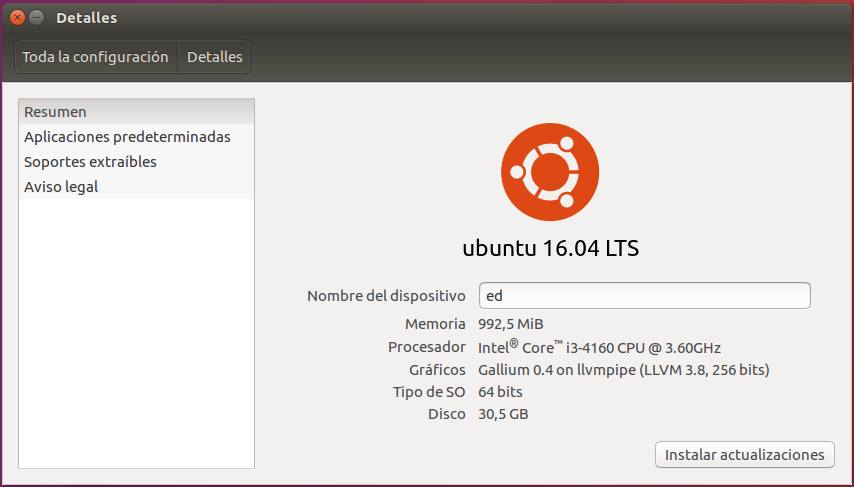 Detalles
Toda la configuración Detalles
Resumen
Aplicaciones predeterminadas
Soportes extraíbles
Aviso legal
ubuntu 16.04 LTS
Nombre del dispositivo ed
Memoria 992,5 MiB
Procesador Intel® Core™ i3-4160 CPU @ 3.60GHz
Gráficos Gallium 0.4 on llvmpipe (LLVM 3.8, 256 bits)
Tipo de SO 64 bits
Disco 30,5 GB
Instalar actualizaciones